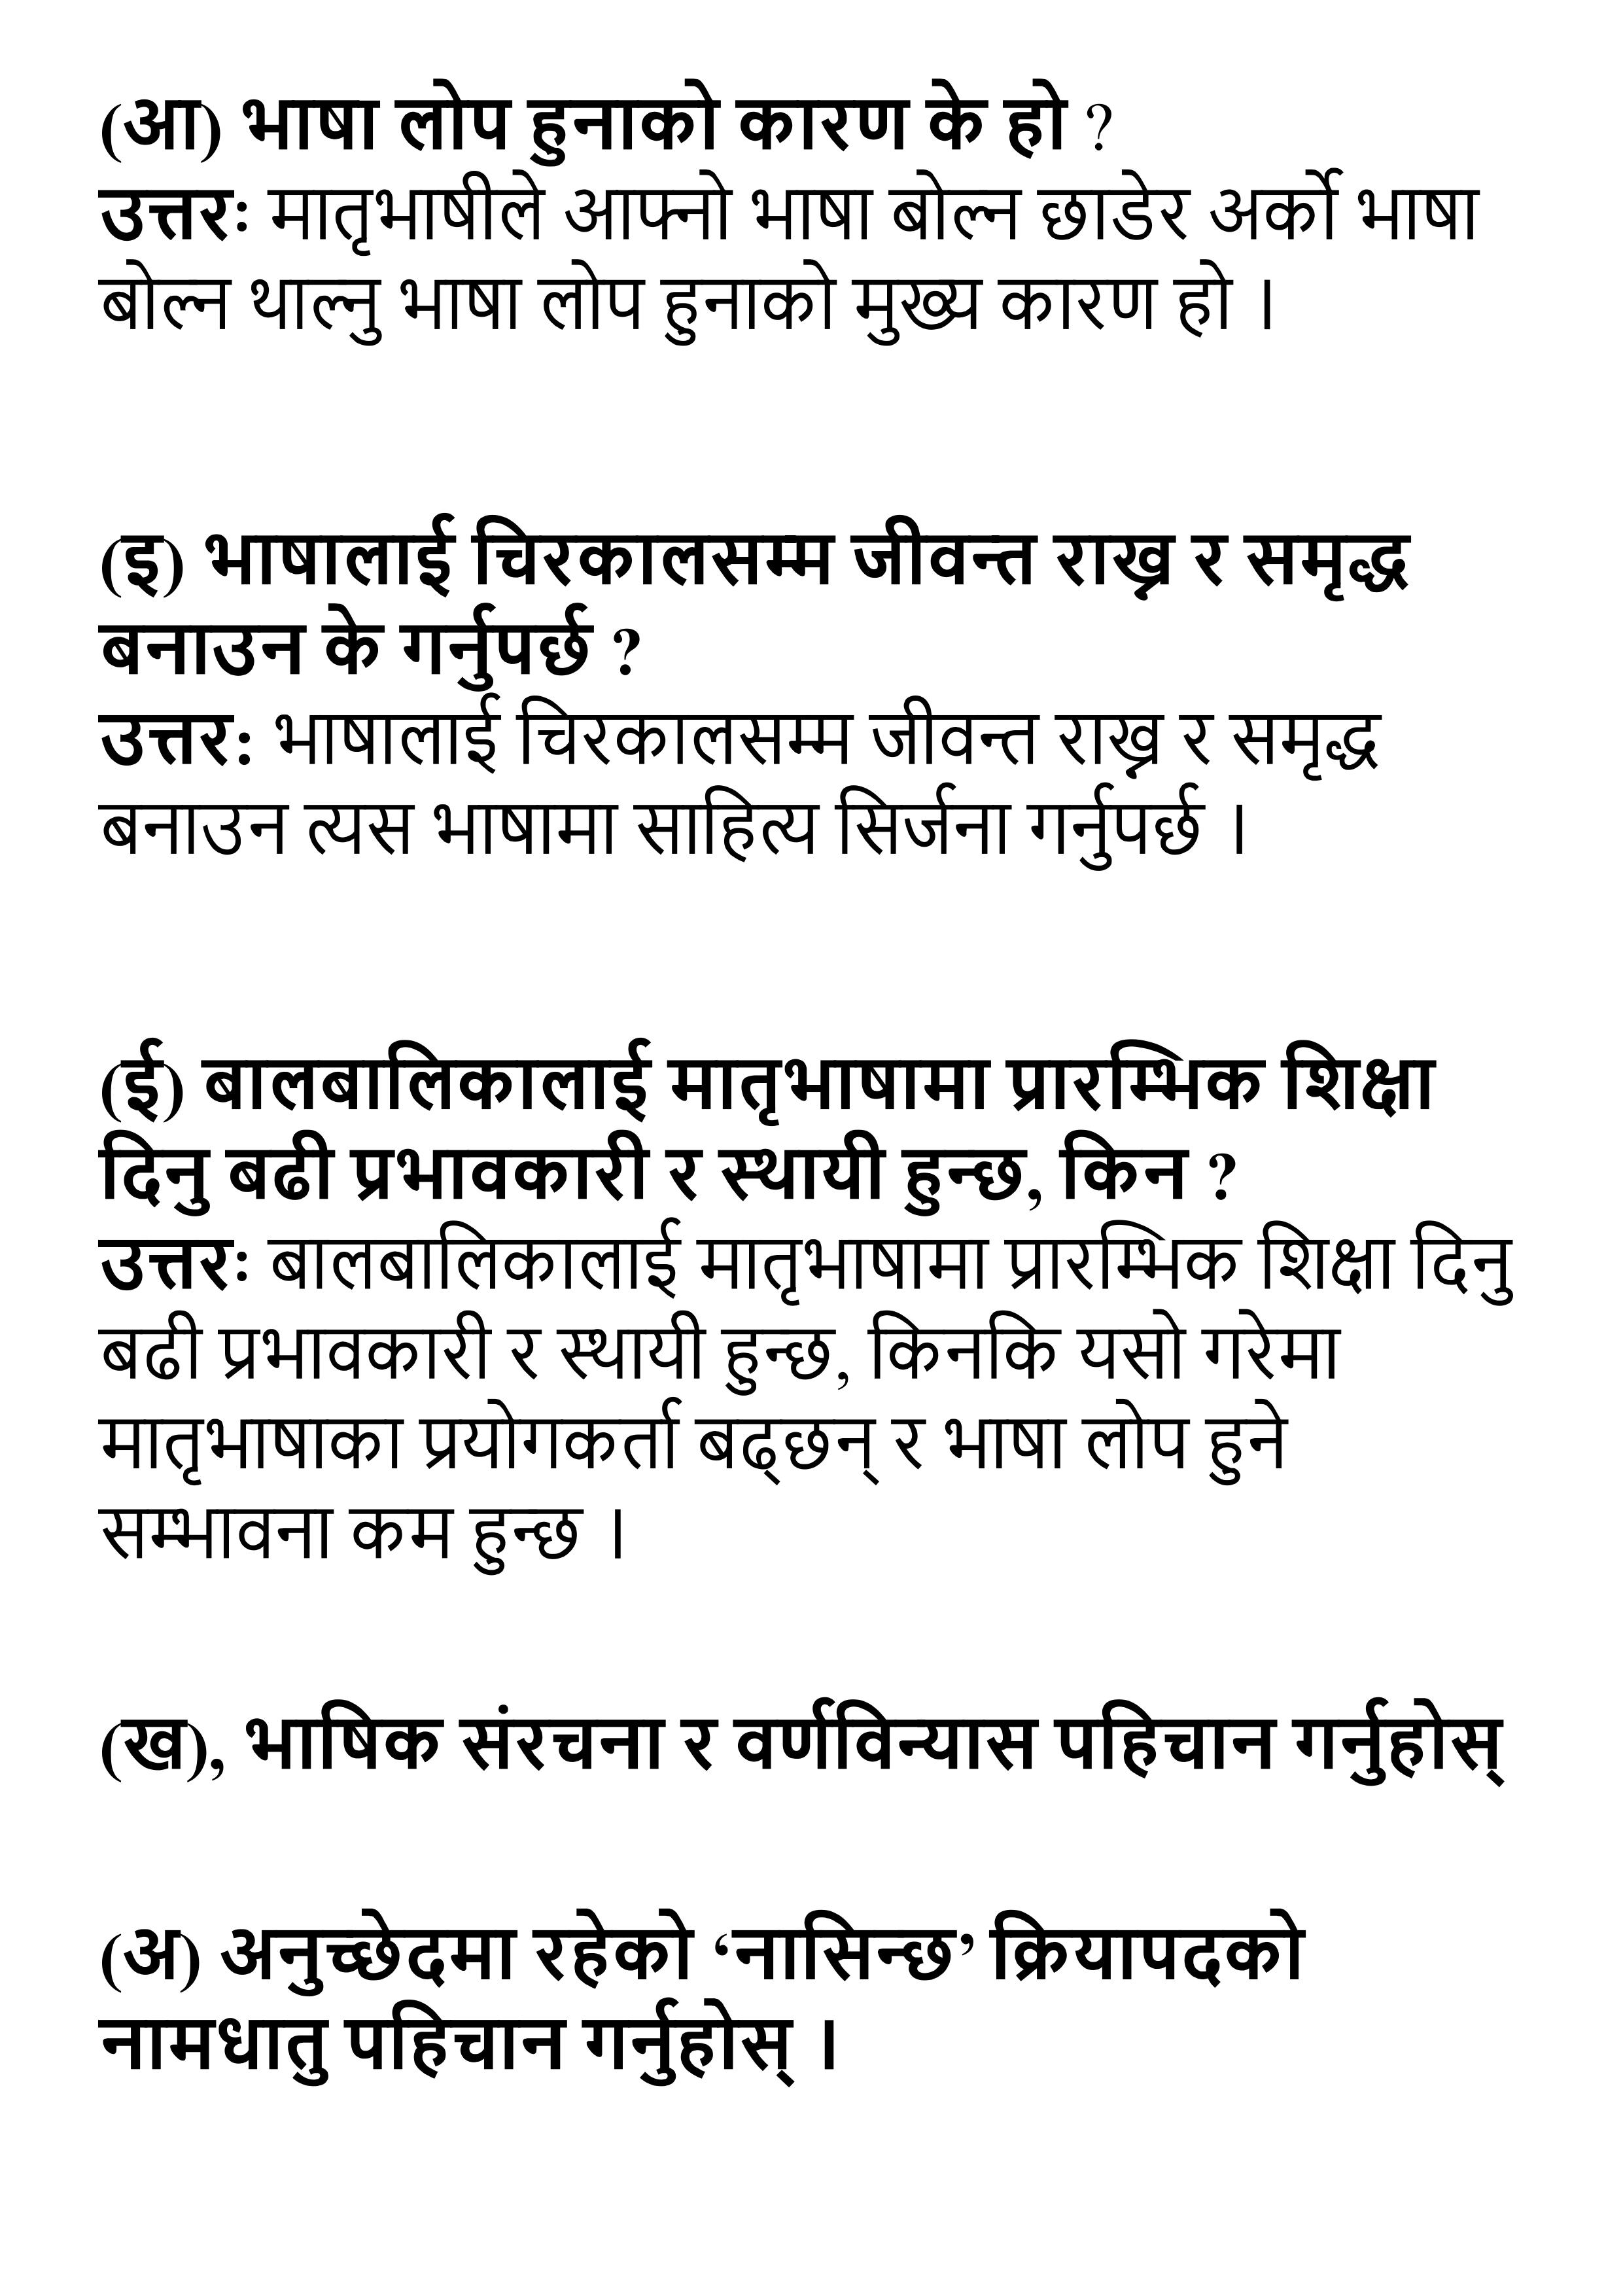 (आ) भाषा लोप हुनाको कारण के हो ?
उत्तरः मातृभाषीले आफ्नो भाषा बोल्न छाडेर अर्को भाषा
बोल्न थाल्नु भाषा लोप हुनाको मुख्य कारण हो ।
(इ) भाषालाई चिरकालसम्म जीवन्त राख्न र समृद्ध
बनाउन के गर्नुपर्छ ?
उत्तर: भाषालाई चिरकालसम्म जीवन्त राख्न र समृद्ध
बनाउन त्यस भाषामा साहित्य सिर्जना गर्नुपर्छ ।
(ई) बालबालिकालाई मातृभाषामा प्रारम्भिक शिक्षा
दिनु बढी प्रभावकारी र स्थायी हुन्छ, किन ?
उत्तरः बालबालिकालाई मातृभाषामा प्रारम्भिक शिक्षा दिनु
बढी प्रभावकारी र स्थायी हुन्छ, किनकि यसो गरेमा
मातृभाषाका प्रयोगकर्ता बढ्छन् र भाषा लोप हुने
सम्भावना कम हुन्छ ।
(ख), भाषिक संरचना र वर्णविन्यास पहिचान गर्नुहोस्
(अ) अनुच्छेदमा रहेको ‘नासिन्छ’ क्रियापदको
नामधातु पहिचान गर्नुहोस् ।